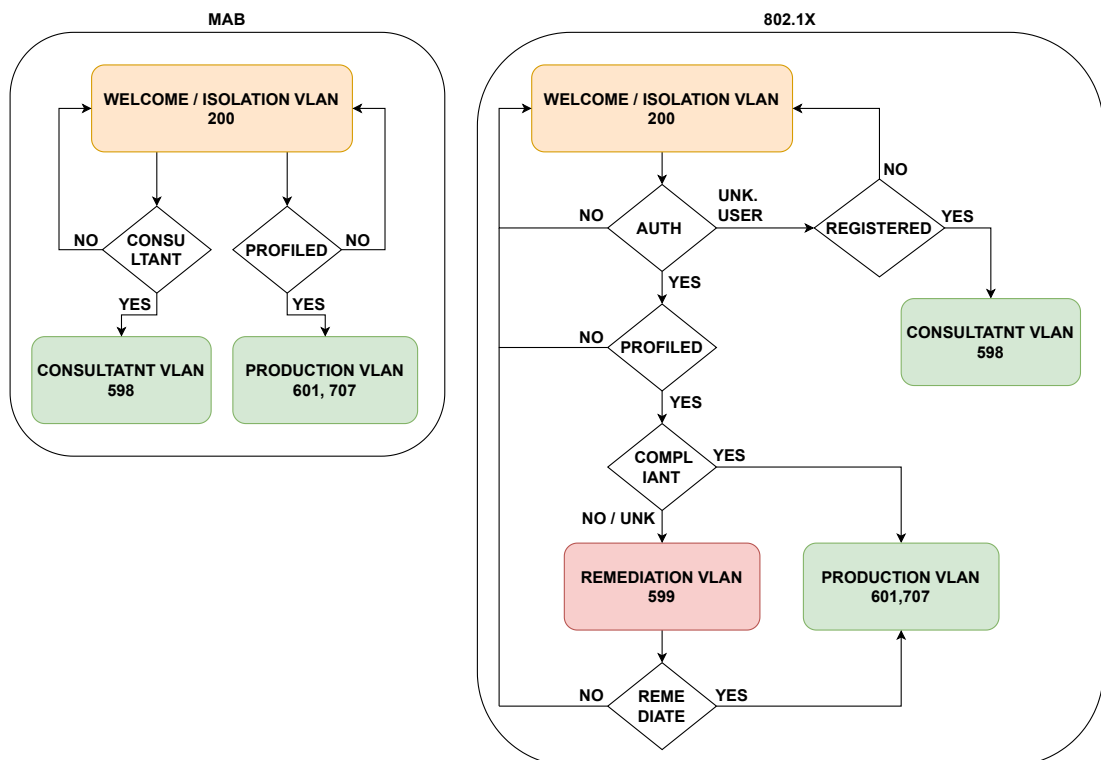 MAB
WELCOME / ISOLATION VLAN
200
NO
CONSU
LTANT
PROFILED
NO
YES
YES
CONSULTATNT VLAN
598
PRODUCTION VLAN
601, 707
802.1X
WELCOME / ISOLATION VLAN
200
NO
AUTH
UNK.
USER
NO
REGISTERED
YES
YES
CONSULTATNT VLAN
598
NO
PROFILED
YES
COMPL
IANT
YES
NO / UNK
REMEDIATION VLAN
599
PRODUCTION VLAN
601,707
NO
REME
DIATE
YES